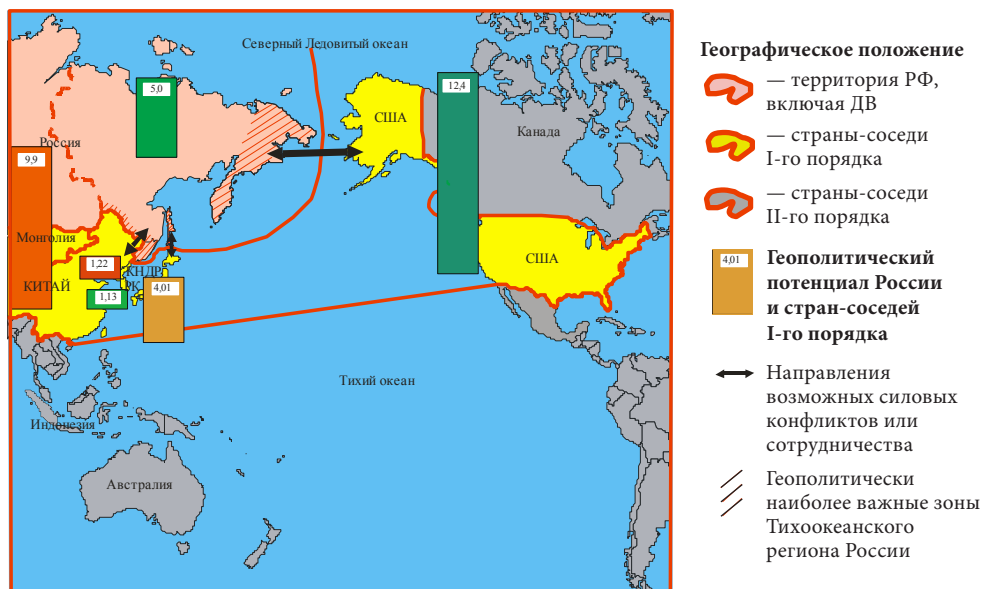 Северный Ледовитый океан
5,0
12,4
США
Канада
Россия
9,9
Монголия
1,22
КНДР
КИТАЙ
РК
1,13
4,01
США
Тихий океан
Индонезия
Австралия
Географическое положение
— территория РФ,
включая ДВ
— страны-соседи
I-го порядка
— страны-соседи
II-го порядка
4,01
Геополитический
потенциал России
и стран-соседей
I-го порядка
Направления
возможных силовых
конфликтов или
сотрудничества
Геополитически
наиболее важные зоны
Тихоокеанского
региона России